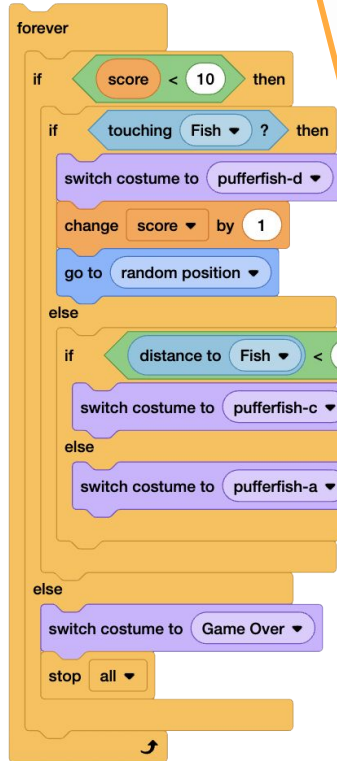 forever
if score < 10 then
if touching Fish ? then
switch costume to pufferfish-d
change score by 1
go to random position
else
if distance to Fish <
switch costume to pufferfish-c
else
switch costume to pufferfish-a
else
switch costume to Game Over
stop all